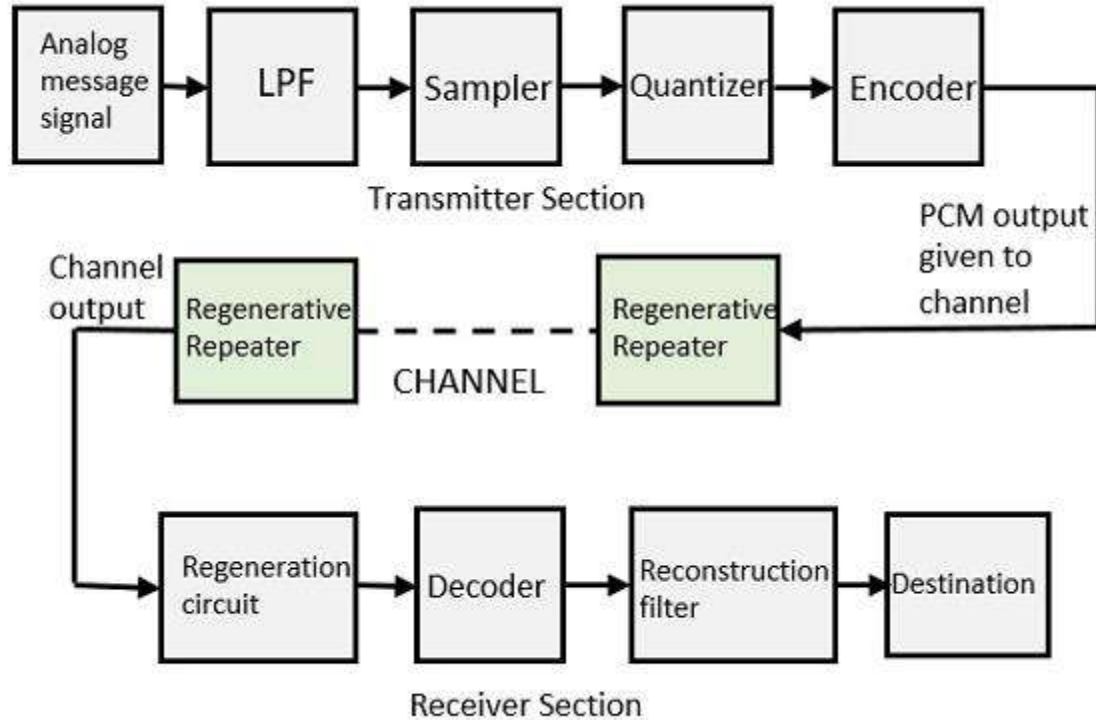 Analog
message
signal
LPF
Sampler
Quantizer
Encoder
Transmitter Section
PCM output
given to
channel
Channel
output
Regenerative
Repeater
CHANNEL
Regenerative
Repeater
Regeneration
circuit
Decoder
Reconstruction
filter
Destination
Receiver Section